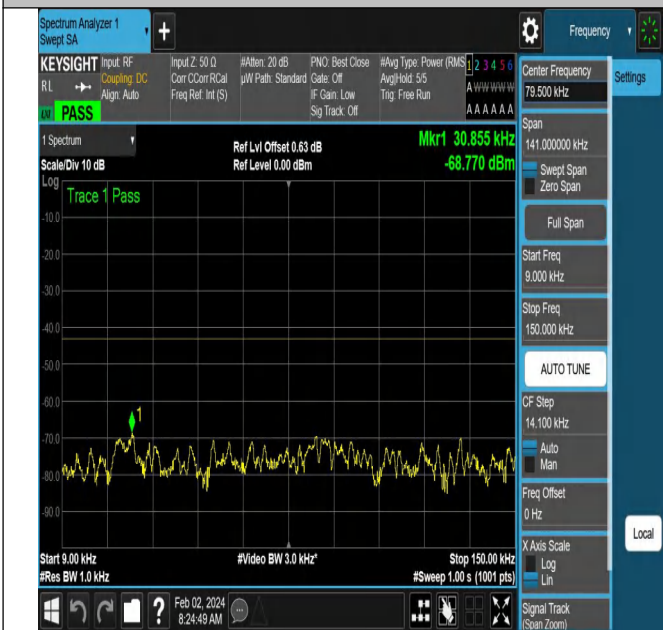 Spectrum Analyzer 1
Swept SA
Frequency
KEYSIGHT
RL
LXI
PASS
Input: RF
Coupling: DC
Align: Auto
Input Z: 50 Ω
Corr CCorr RCal
Freq Ref: Int (S)
#Atten: 20 dB
µW Path: Standard
PNO: Best Close
Gate: Off
IF Gain: Low
Sig Track: Off
#Avg Type: Power (RMS
Avg|Hold: 5/5
Trig: Free Run
1 2 3 4 5 6
A W W W W W
A A A A A A
1 Spectrum
Scale/Div 10 dB
Log
Ref Lvl Offset 0.63 dB
Ref Level 0.00 dBm
Mkr1 30.855 kHz
-68.770 dBm
Trace 1 Pass
-10.0
-20.0
-30.0
-40.0
-50.0
-60.0
-70.0
-80.0
-90.0
1
Start 9.00 kHz
#Res BW 1.0 kHz
#Video BW 3.0 kHz*
Stop 150.00 kHz
#Sweep 1.00 s (1001 pts)
?
Feb 02, 2024
8:24:49 AM
Center Frequency
79.500 kHz
Span
141.000000 kHz
Swept Span
Zero Span
Full Span
Start Freq
9.000 kHz
Stop Freq
150.000 kHz
AUTO TUNE
CF Step
14.100 kHz
Auto
Man
Freq Offset
0 Hz
X Axis Scale
Log
Lin
Signal Track
(Span Zoom)
Settings
Local